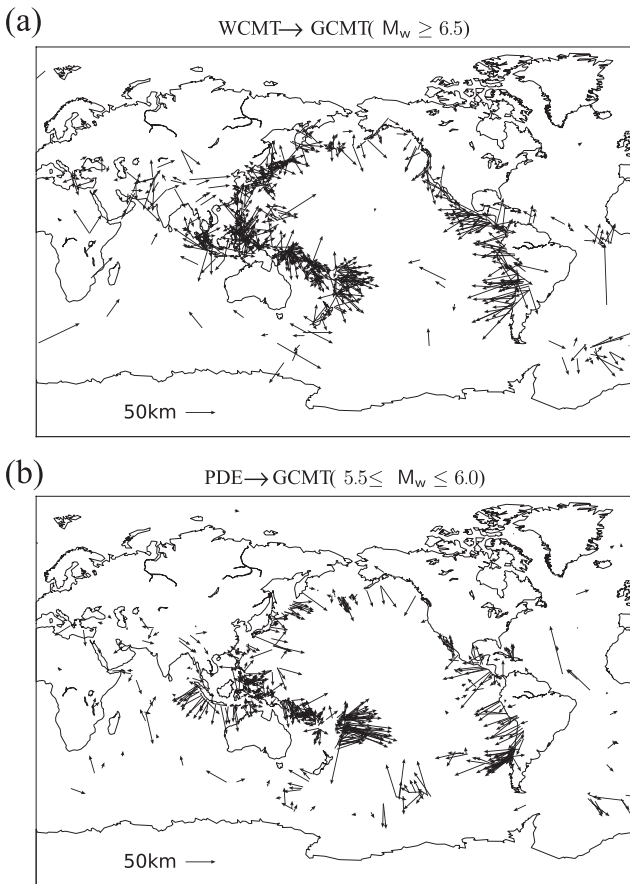 (a)
WCMT→ GCMT( Mw ≥ 6.5)
50km
(b)
PDE→GCMT( 5.5≤ Mw ≤ 6.0)
50km